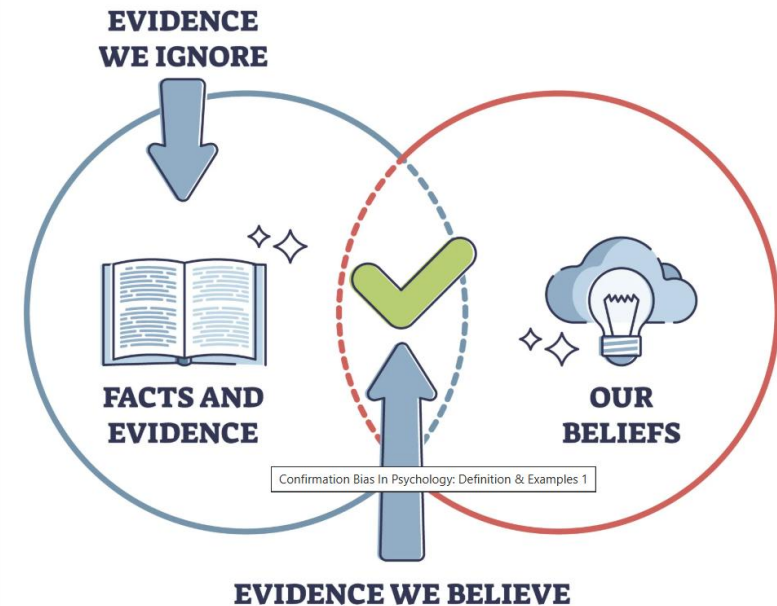 EVIDENCE
WE IGNORE
FACTS AND
EVIDENCE
OUR
BELIEFS
Confirmation Bias In Psychology: Definition & Examples 1
EVIDENCE WE BELIEVE